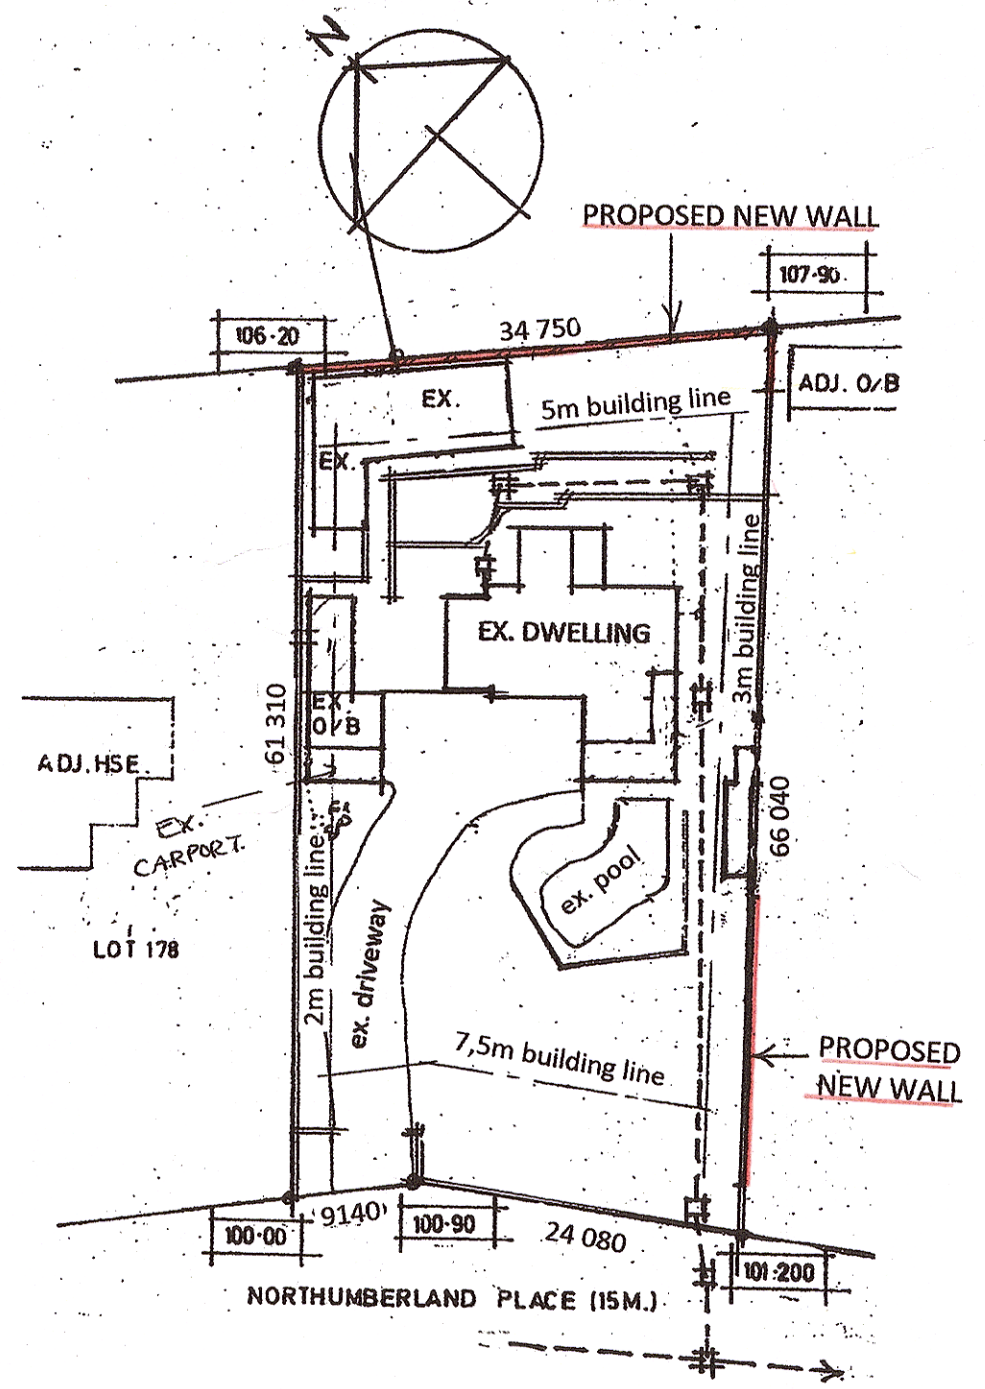 N
PROPOSED NEW WALL
107·90
106·20
34 750
ADJ. O/B
EX.
5m building line
EX.
3m building line
EX. DWELLING
61 310
EX.
O/B
ADJ. HSE
66 040
EX.
CARPORT.
ex. pool
2m building line
LOT 178
ex. driveway
7,5m building line
PROPOSED
NEW WALL
9140
100·00
100·90
24 080
101·200
NORTHUMBERLAND PLACE (15M.)